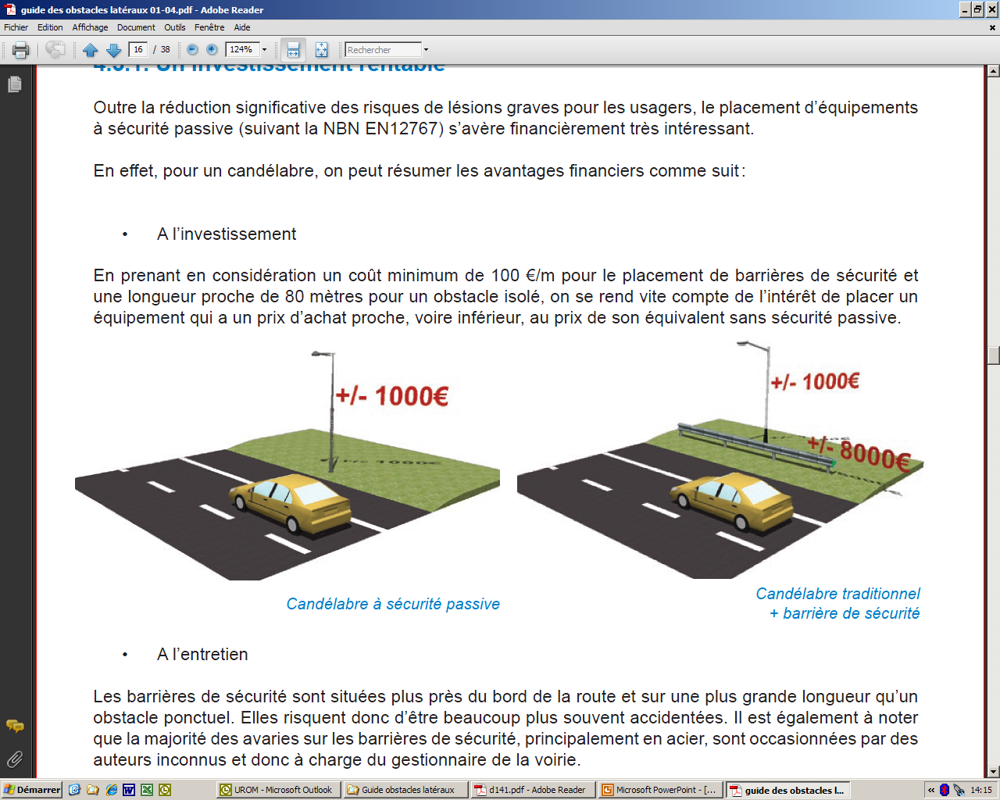 guide des obstacles latéraux 01-04.pdf - Adobe Reader
Fichier Edition Affichage Document Outils Fenêtre Aide
16 / 38 124% Rechercher
4.3.1. Un investissement rentable
Outre la réduction significative des risques de lésions graves pour les usagers, le placement d’équipements
à sécurité passive (suivant la NBN EN12767) s’avère financièrement très intéressant.
En effet, pour un candélabre, on peut résumer les avantages financiers comme suit :
• A l’investissement
En prenant en considération un coût minimum de 100 €/m pour le placement de barrières de sécurité et
une longueur proche de 80 mètres pour un obstacle isolé, on se rend vite compte de l’intérêt de placer un
équipement qui a un prix d’achat proche, voire inférieur, au prix de son équivalent sans sécurité passive.
+/- 1000€
+/- 1000€
+/- 1000€
+/- 8000€
Candélabre à sécurité passive
Candélabre traditionnel
+ barrière de sécurité
• A l’entretien
Les barrières de sécurité sont situées plus près du bord de la route et sur une plus grande longueur qu’un
obstacle ponctuel. Elles risquent donc d’être beaucoup plus souvent accidentées. Il est également à noter
que la majorité des avaries sur les barrières de sécurité, principalement en acier, sont occasionnées par des
auteurs inconnus et donc à charge du gestionnaire de la voirie.
Démarrer UROM - Microsoft Outlook Guide obstacles latéraux d141.pdf - Adobe Reader Microsoft PowerPoint - [... guide des obstacles l... 14:15